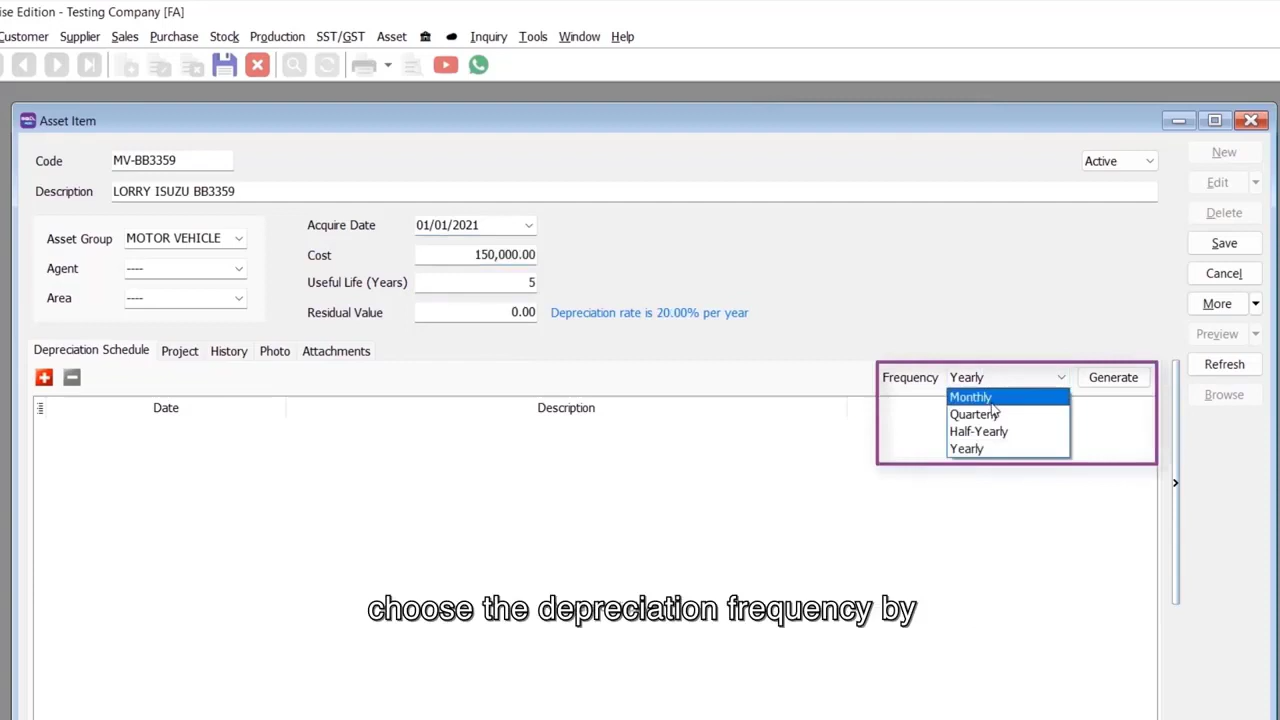 ise Edition - Testing Company [FA]
Customer Supplier Sales Purchase Stock Production SST/GST Asset Inquiry Tools Window Help
Asset Item
Code MV-BB3359 Active New
Edit
Description LORRY ISUZU BB3359
Delete
Asset Group MOTOR VEHICLE Acquire Date 01/01/2021
Save
Agent ---- Cost 150,000.00
Cancel
Useful Life (Years) 5
Area ---- More
Residual Value 0.00 Depreciation rate is 20.00% per year
Preview
Depreciation Schedule Project History Photo Attachments
Refresh
Frequency Yearly Generate
Browse
Monthly
Date Description
Quarterly
Half-Yearly
Yearly
choose the depreciation frequency by